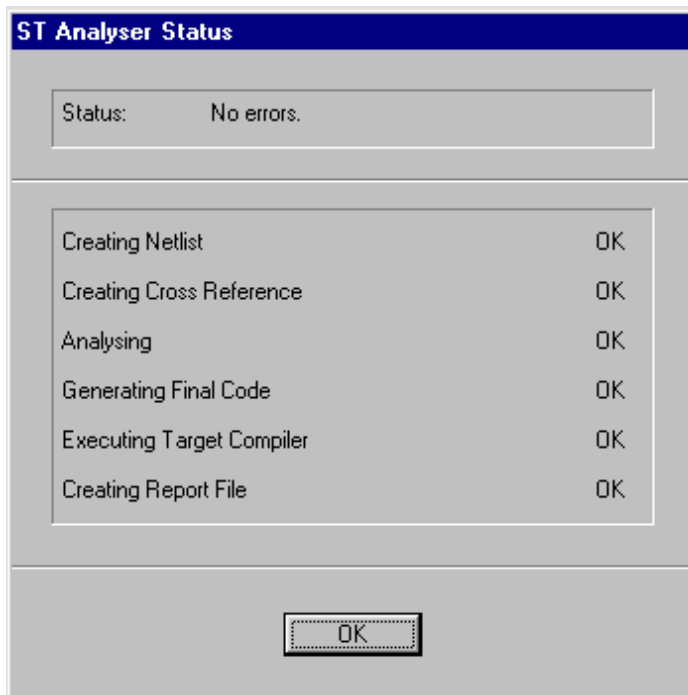 ST Analyser Status
Status: No errors.
Creating Netlist OK
Creating Cross Reference OK
Analysing OK
Generating Final Code OK
Executing Target Compiler OK
Creating Report File OK
OK